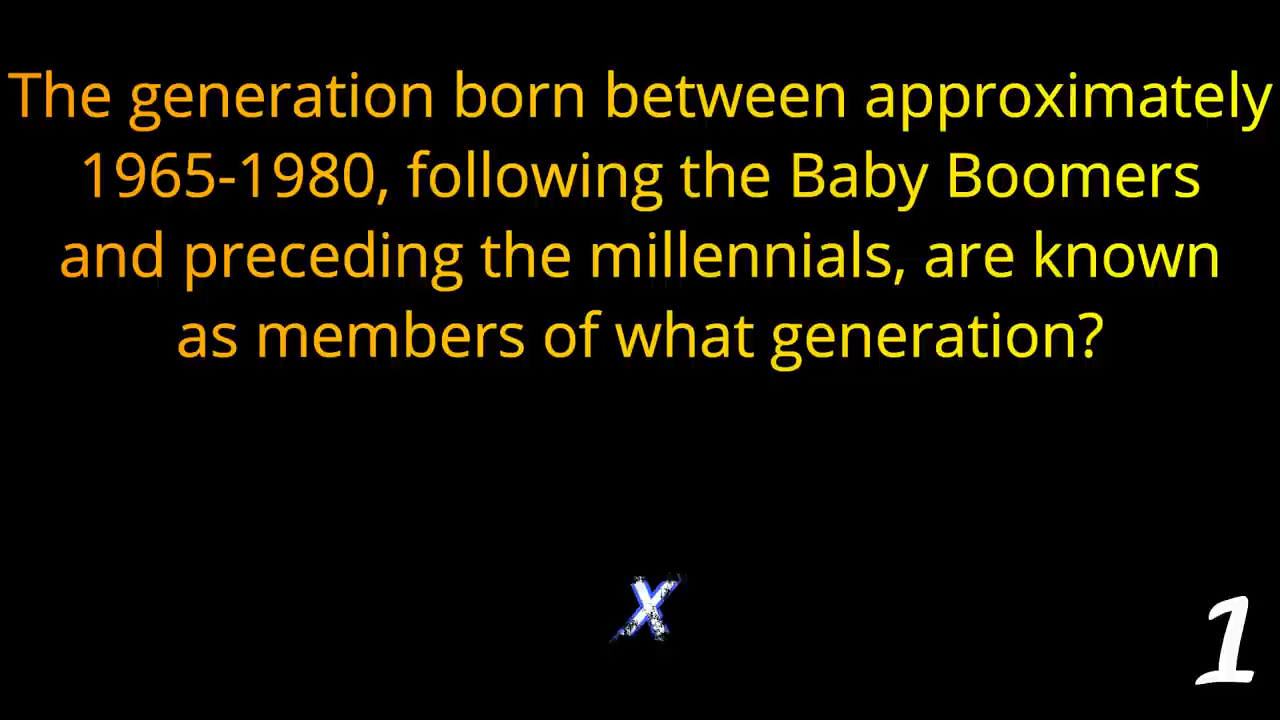 The generation born between approximately
1965-1980, following the Baby Boomers
and preceding the millennials, are known
as members of what generation?
X
1